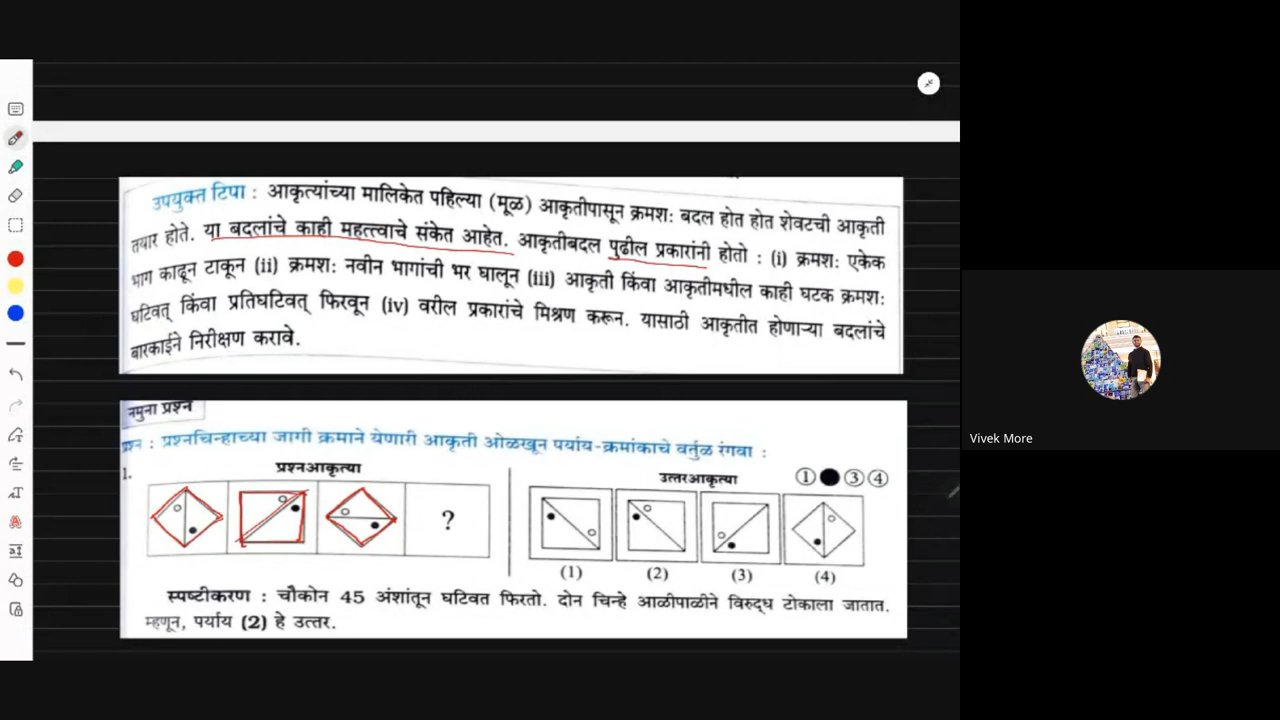 उपयुक्त टिपा : आकृत्यांच्या मालिकेत पहिल्या (मूळ) आकृतीपासून क्रमशः बदल होत होत शेवटची आकृती
तयार होते. या बदलांचे काही महत्त्वाचे संकेत आहेत. आकृतीबदल पुढील प्रकारांनी होतो : (i) क्रमशः एकेक
भाग काढून टाकून (ii) क्रमशः नवीन भागांची भर घालून (iii) आकृती किंवा आकृतीमधील काही घटक क्रमशः
घटिवत् किंवा प्रतिघटिवत् फिरवून (iv) वरील प्रकारांचे मिश्रण करून. यासाठी आकृतीत होणाऱ्या बदलांचे
बारकाईने निरीक्षण करावे.
नमुना प्रश्न
प्रश्न : प्रश्नचिन्हाच्या जागी क्रमाने येणारी आकृती ओळखून पर्याय-क्रमांकाचे वर्तुळ रंगवा :
1. प्रश्नआकृत्या उत्तरआकृत्या ① ● ③ ④
?
(1) (2) (3) (4)
स्पष्टीकरण : चौकोन 45 अंशांतून घटिवत फिरतो. दोन चिन्हे आळीपाळीने विरुद्ध टोकाला जातात.
म्हणून, पर्याय (2) हे उत्तर.
Vivek More